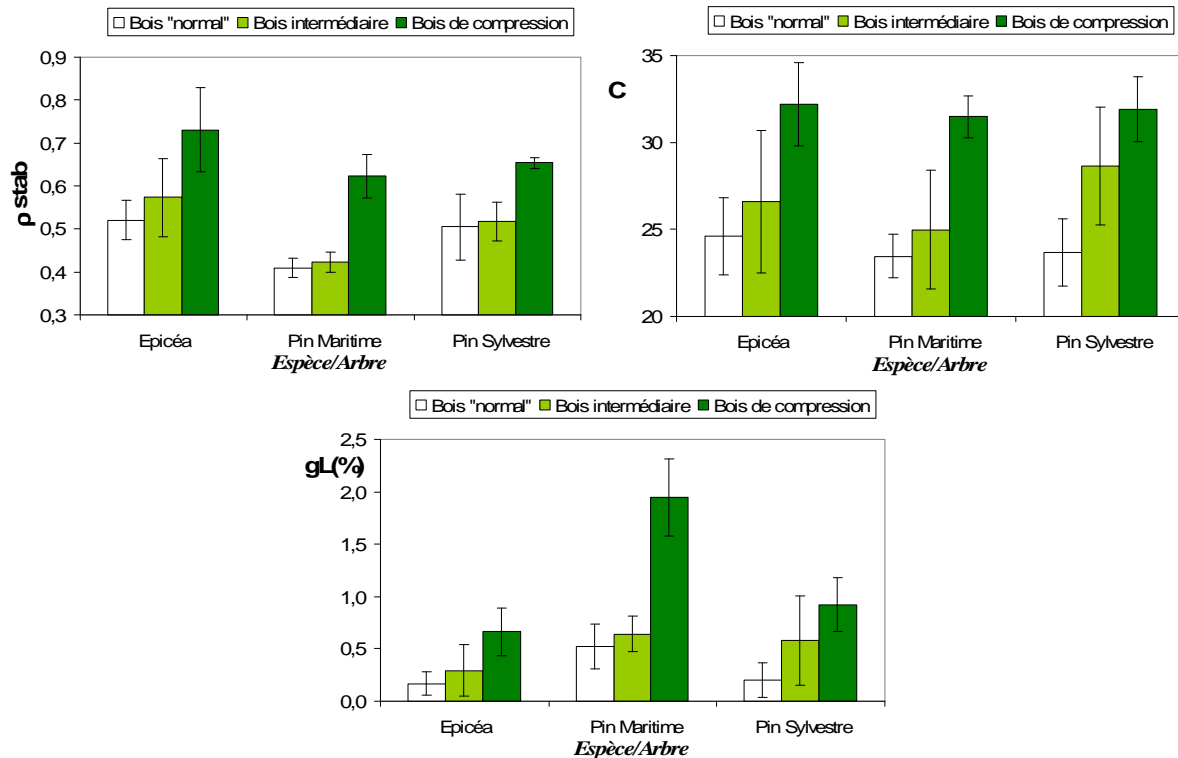 Bois "normal" Bois intermédiaire Bois de compression
0,9
0,8
0,7
0,6
0,5
0,4
0,3
ρ stab
Epicéa Pin Maritime Pin Sylvestre
Espèce/Arbre
Bois "normal" Bois intermédiaire Bois de compression
35
30
25
20
C
Epicéa Pin Maritime Pin Sylvestre
Espèce/Arbre
Bois "normal" Bois intermédiaire Bois de compression
2,5
2,0
1,5
1,0
0,5
0,0
gL(%)
Epicéa Pin Maritime Pin Sylvestre
Espèce/Arbre